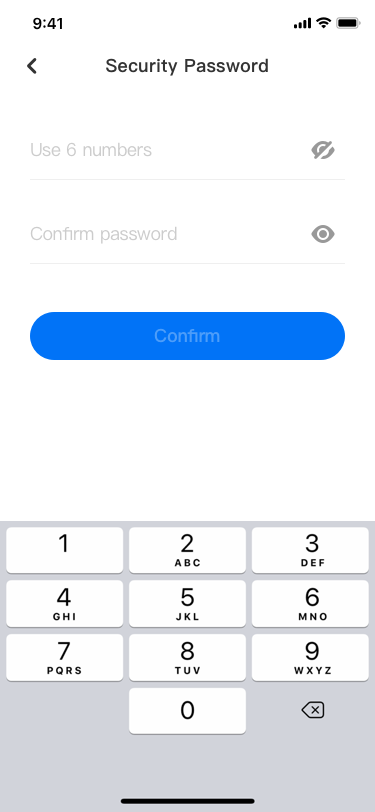 9:41
Security Password
Use 6 numbers
Confirm password
Confirm
1
2
ABC
3
DEF
4
GHI
5
JKL
6
MNO
7
PQRS
8
TUV
9
WXYZ
0